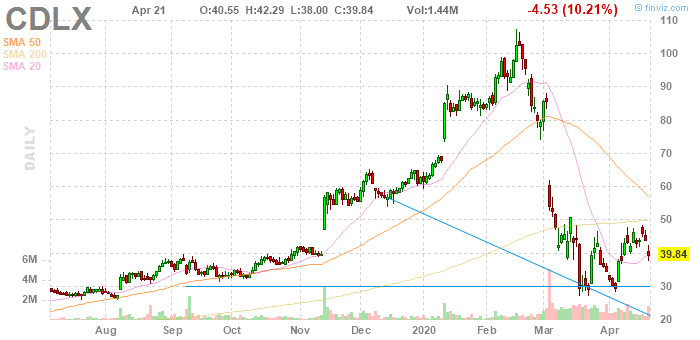 CDLX Apr 21 O:40.55 H:42.29 L:38.00 C:39.84 Vol:1.44M -4.53 (10.21%) © finviz.com
SMA 50
SMA 200
SMA 20
DAILY
110
100
90
80
70
60
50
39.84
30
20
6M
4M
2M
Aug Sep Oct Nov Dec 2020 Feb Mar Apr